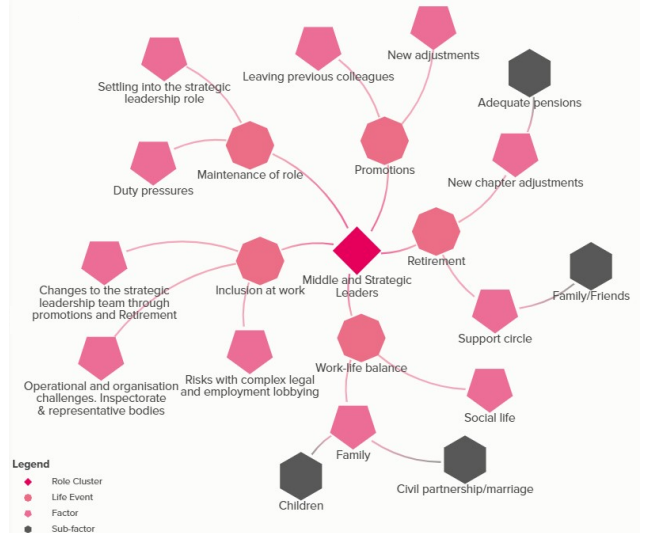 New adjustments
Leaving previous colleagues
Settling into the strategic
leadership role
Adequate pensions
Promotions
Maintenance of role
New chapter adjustments
Duty pressures
Retirement
Middle and Strategic
Leaders
Inclusion at work
Changes to the strategic
leadership team through
promotions and Retirement
Family/Friends
Support circle
Work-life balance
Operational and organisation
challenges. Inspectorate
& representative bodies
Risks with complex legal
and employment lobbying
Social life
Family
Civil partnership/marriage
Children
Legend
Role Cluster
Life Event
Factor
Sub-factor